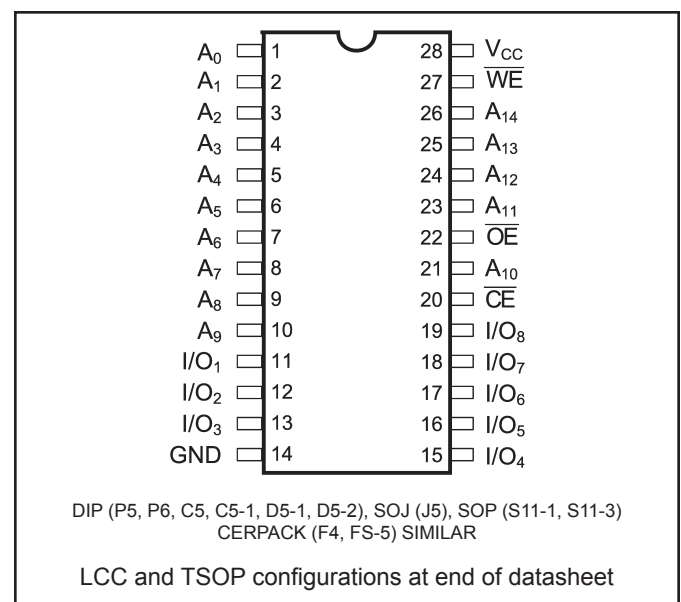 A₀ 1 28 V_CC
A₁ 2 27 W̅E̅
A₂ 3 26 A₁₄
A₃ 4 25 A₁₃
A₄ 5 24 A₁₂
A₅ 6 23 A₁₁
A₆ 7 22 O̅E̅
A₇ 8 21 A₁₀
A₈ 9 20 C̅E̅
A₉ 10 19 I/O₈
I/O₁ 11 18 I/O₇
I/O₂ 12 17 I/O₆
I/O₃ 13 16 I/O₅
GND 14 15 I/O₄
DIP (P5, P6, C5, C5-1, D5-1, D5-2), SOJ (J5), SOP (S11-1, S11-3)
CERPACK (F4, FS-5) SIMILAR
LCC and TSOP configurations at end of datasheet